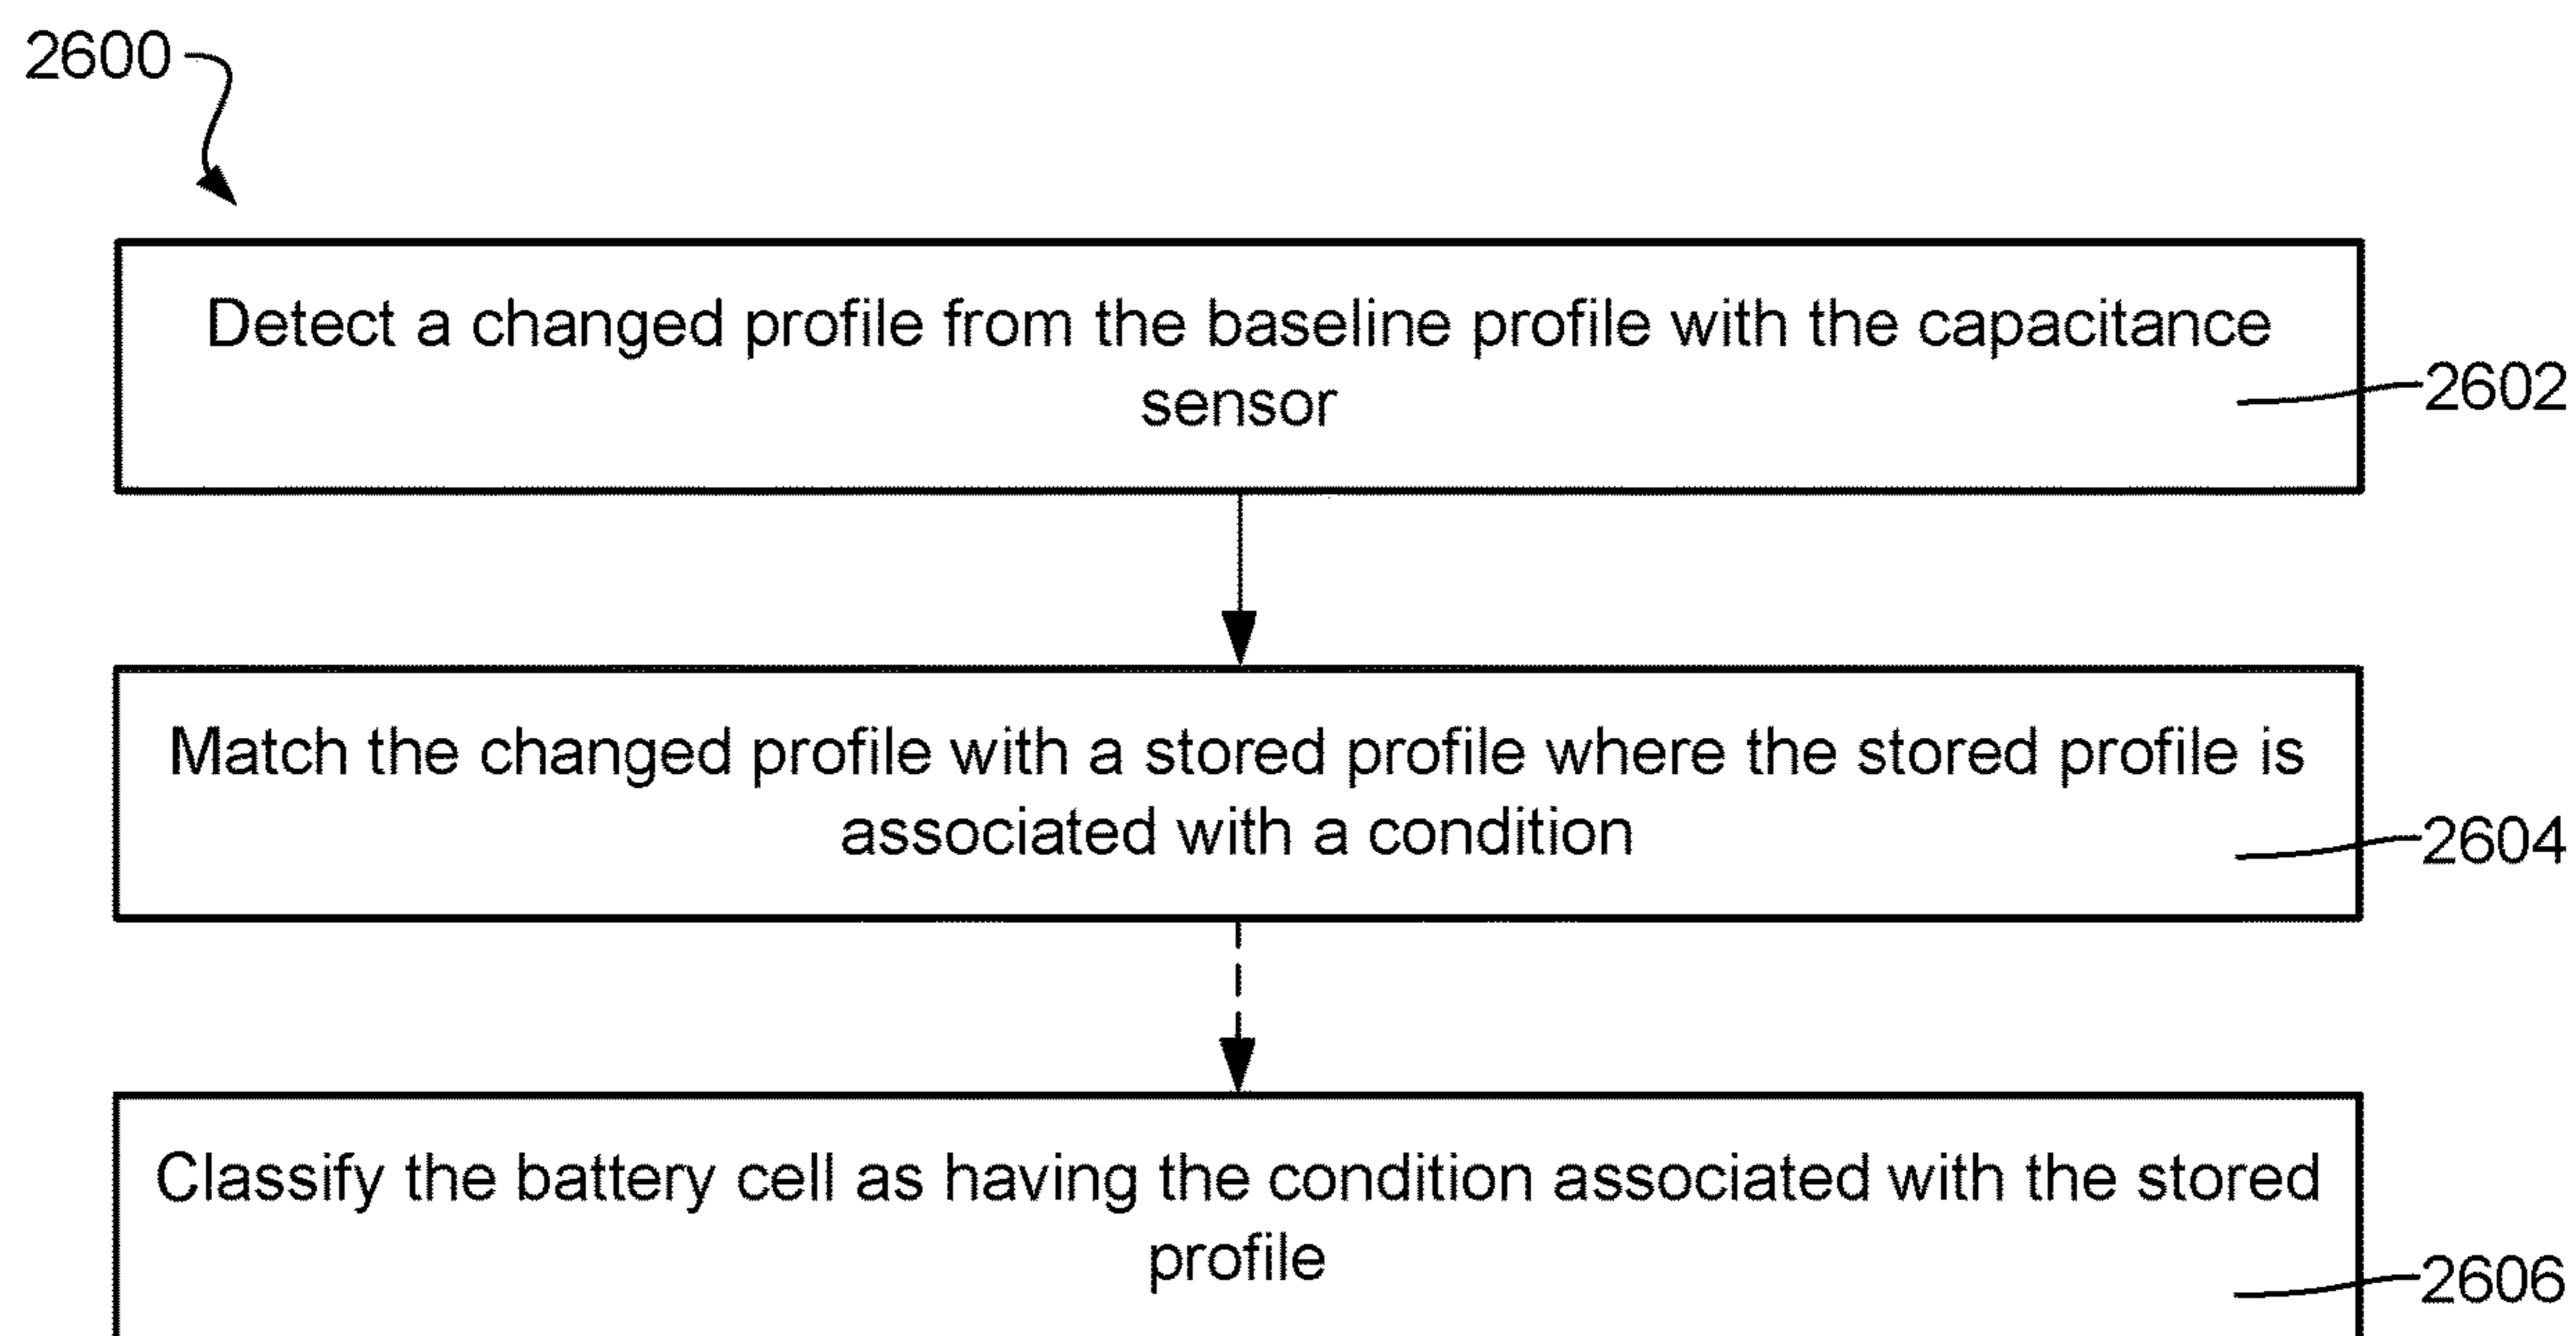 2600
Detect a changed profile from the baseline profile with the capacitance
sensor
2602
Match the changed profile with a stored profile where the stored profile is
associated with a condition
2604
Classify the battery cell as having the condition associated with the stored
profile
2606